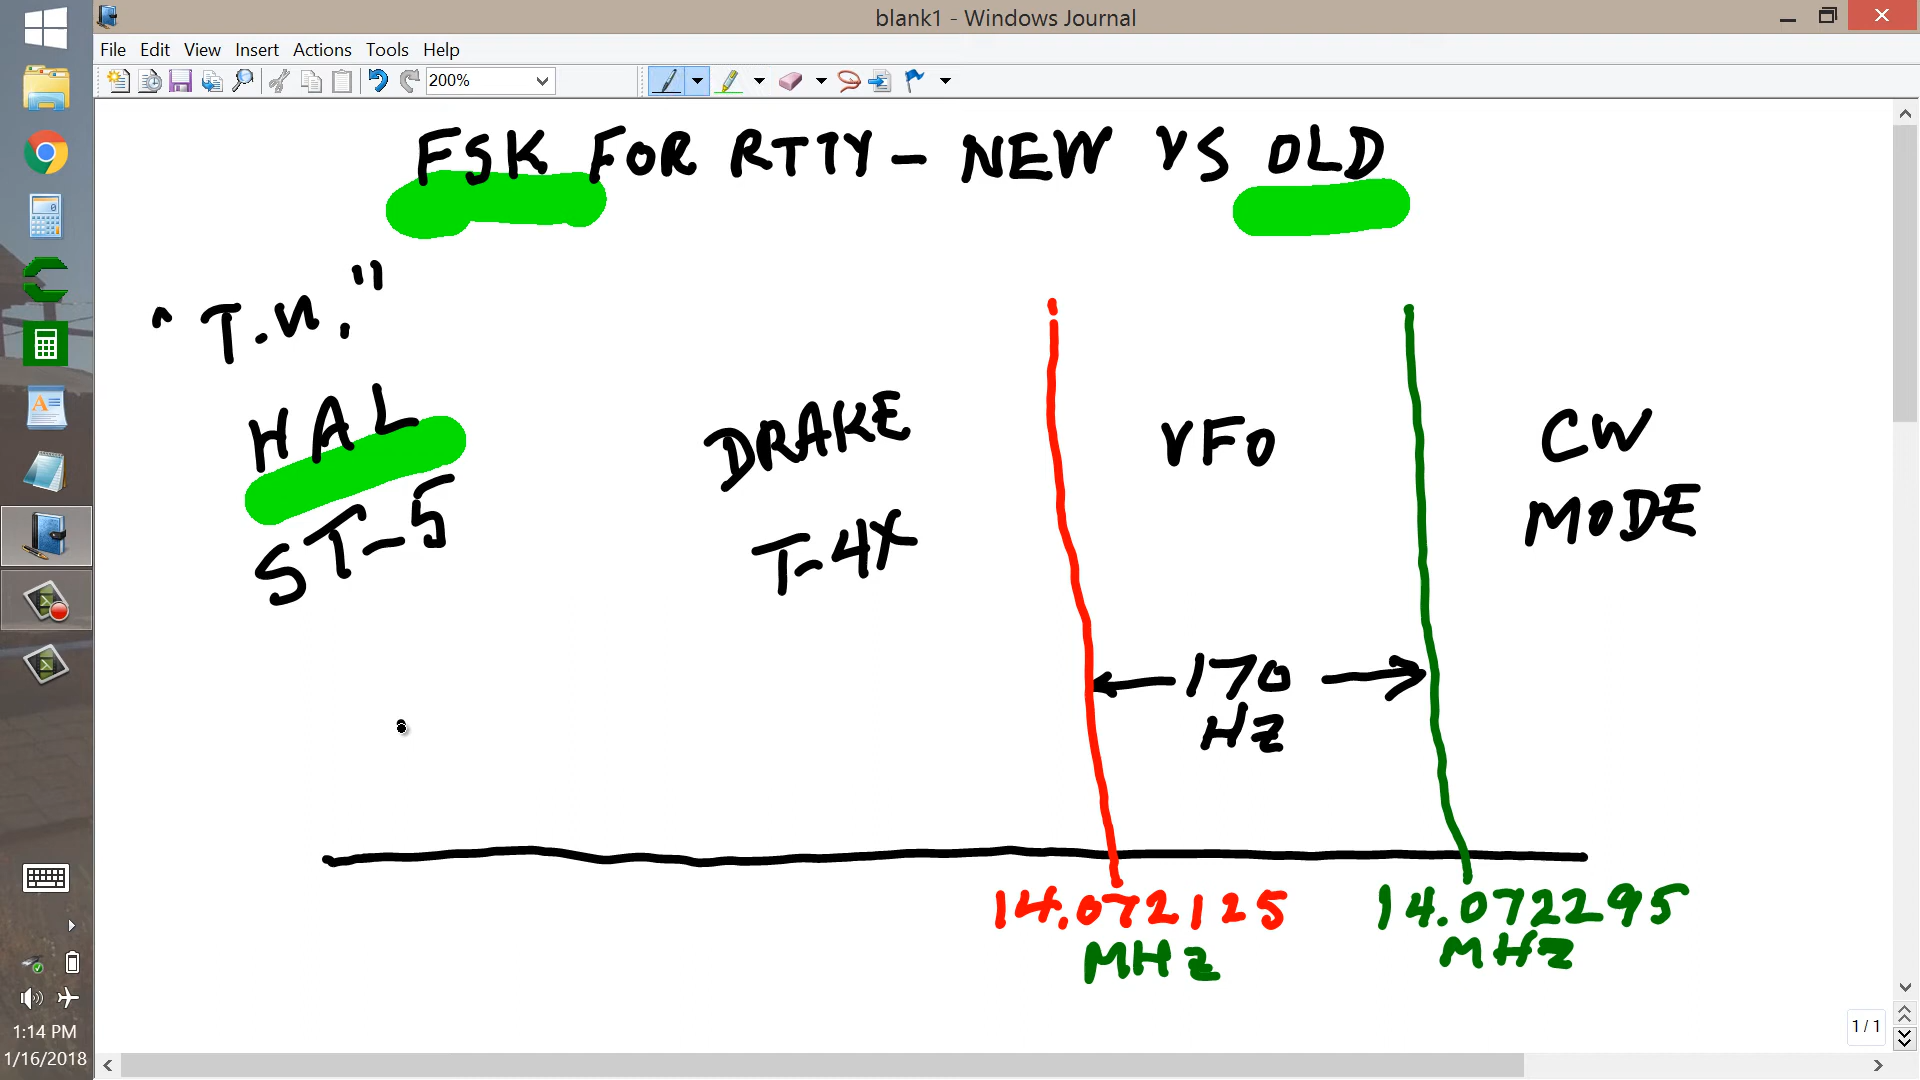 blank1 - Windows Journal
File Edit View Insert Actions Tools Help
200%
FSK FOR RTTY - NEW VS OLD
"T.U."
HAL
ST-5
DRAKE
T-4X
VFO
CW
MODE
170
HZ
14.072125
MHZ
14.072295
MHZ
1 / 1
1:14 PM
1/16/2018